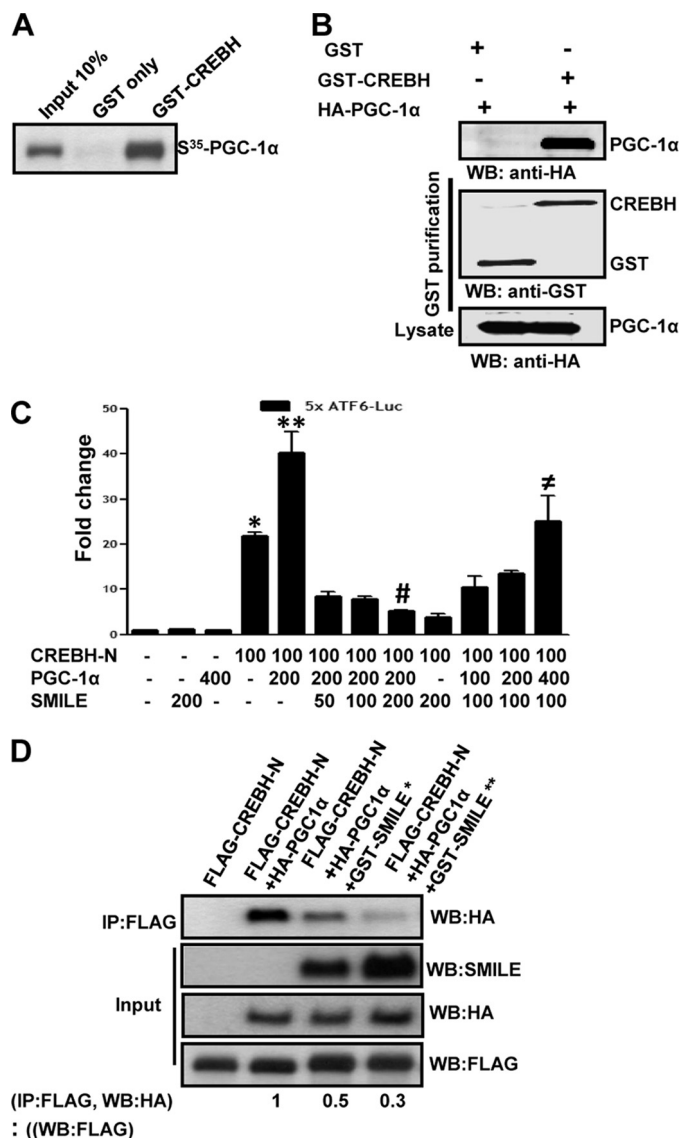 A
Input 10%
GST only
GST-CREBH
S³⁵-PGC-1α
B
GST + -
GST-CREBH - +
HA-PGC-1α + +
PGC-1α
WB: anti-HA
GST purification
CREBH
GST
WB: anti-GST
Lysate
PGC-1α
WB: anti-HA
C
5x ATF6-Luc
Fold change
50
40
30
20
10
0
*
**
#
≠
CREBH-N - - - 100 100 100 100 100 100 100 100 100
PGC-1α - - 400 - 200 200 200 200 - 100 200 400
SMILE - 200 - - - 50 100 200 200 100 100 100
D
FLAG-CREBH-N
FLAG-CREBH-N
+HA-PGC1α
FLAG-CREBH-N
+HA-PGC1α
+GST-SMILE*
FLAG-CREBH-N
+HA-PGC1α
+GST-SMILE**
IP:FLAG
WB:HA
Input
WB:SMILE
WB:HA
WB:FLAG
(IP:FLAG, WB:HA) 1 0.5 0.3
: ((WB:FLAG)